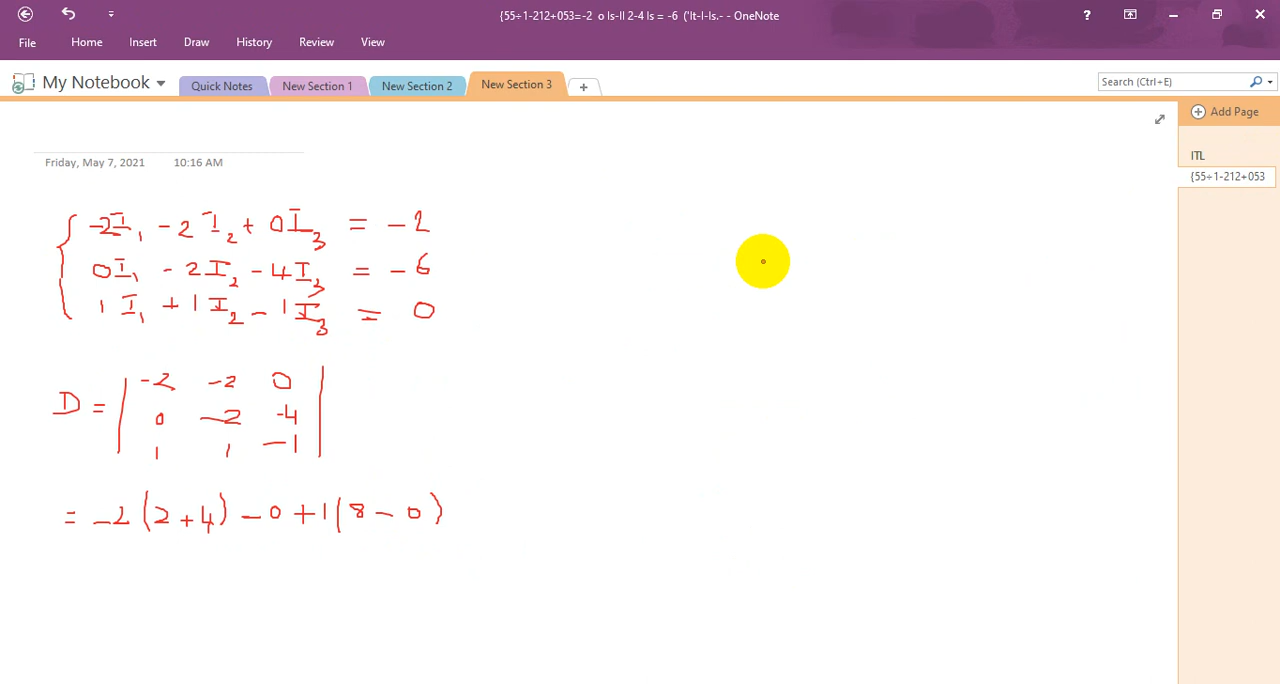 {55÷1-212+053=-2 o ls-ll 2-4 ls = -6 ('lt-l-ls.- - OneNote
?
File Home Insert Draw History Review View
My Notebook Quick Notes New Section 1 New Section 2 New Section 3 +
Search (Ctrl+E)
Add Page
ITL
{55÷1-212+053
Friday, May 7, 2021 10:16 AM
-2I₁ - 2I₂ + 0I₃ = -2
0I₁ - 2I₂ - 4I₃ = -6
1I₁ + 1I₂ - 1I₃ = 0
-2 -2 0
D = 0 -2 -4
1 1 -1
= -2(2+4) - 0 + 1(8 - 0)